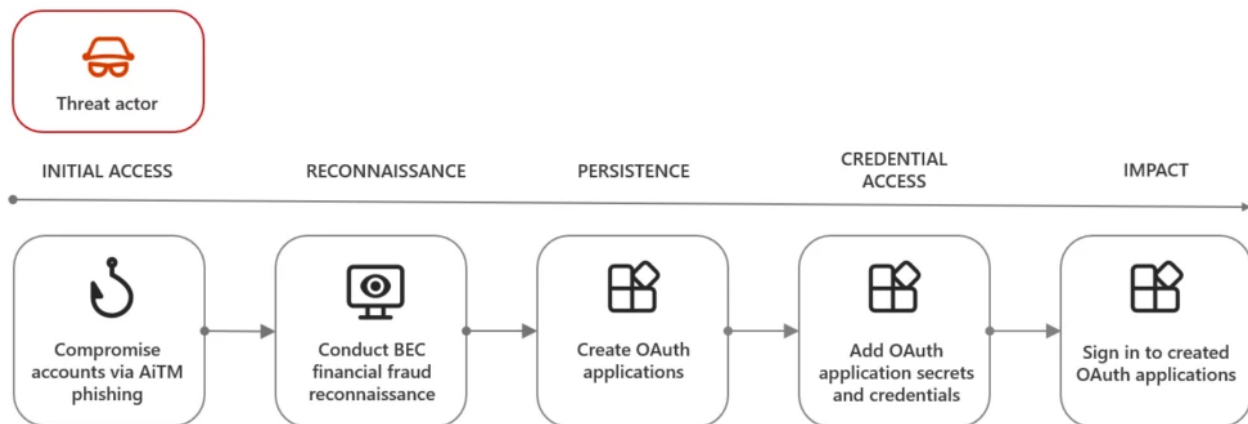 Threat actor
INITIAL ACCESS
RECONNAISSANCE
PERSISTENCE
CREDENTIAL
ACCESS
IMPACT
Compromise
accounts via AiTM
phishing
Conduct BEC
financial fraud
reconnaissance
Create OAuth
applications
Add OAuth
application secrets
and credentials
Sign in to created
OAuth applications